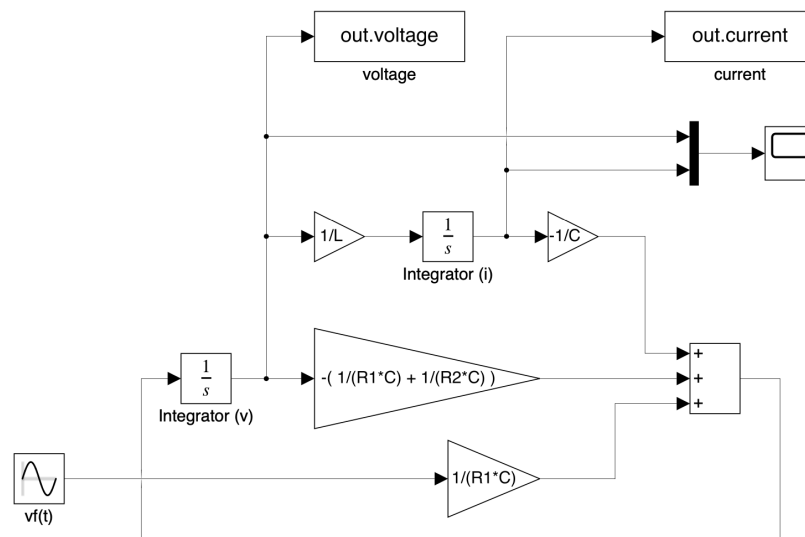 out.voltage
voltage
out.current
current
1/L
1
s
Integrator (i)
-1/C
1
s
Integrator (v)
-( 1/(R1*C) + 1/(R2*C) )
+
+
+
vf(t)
1/(R1*C)